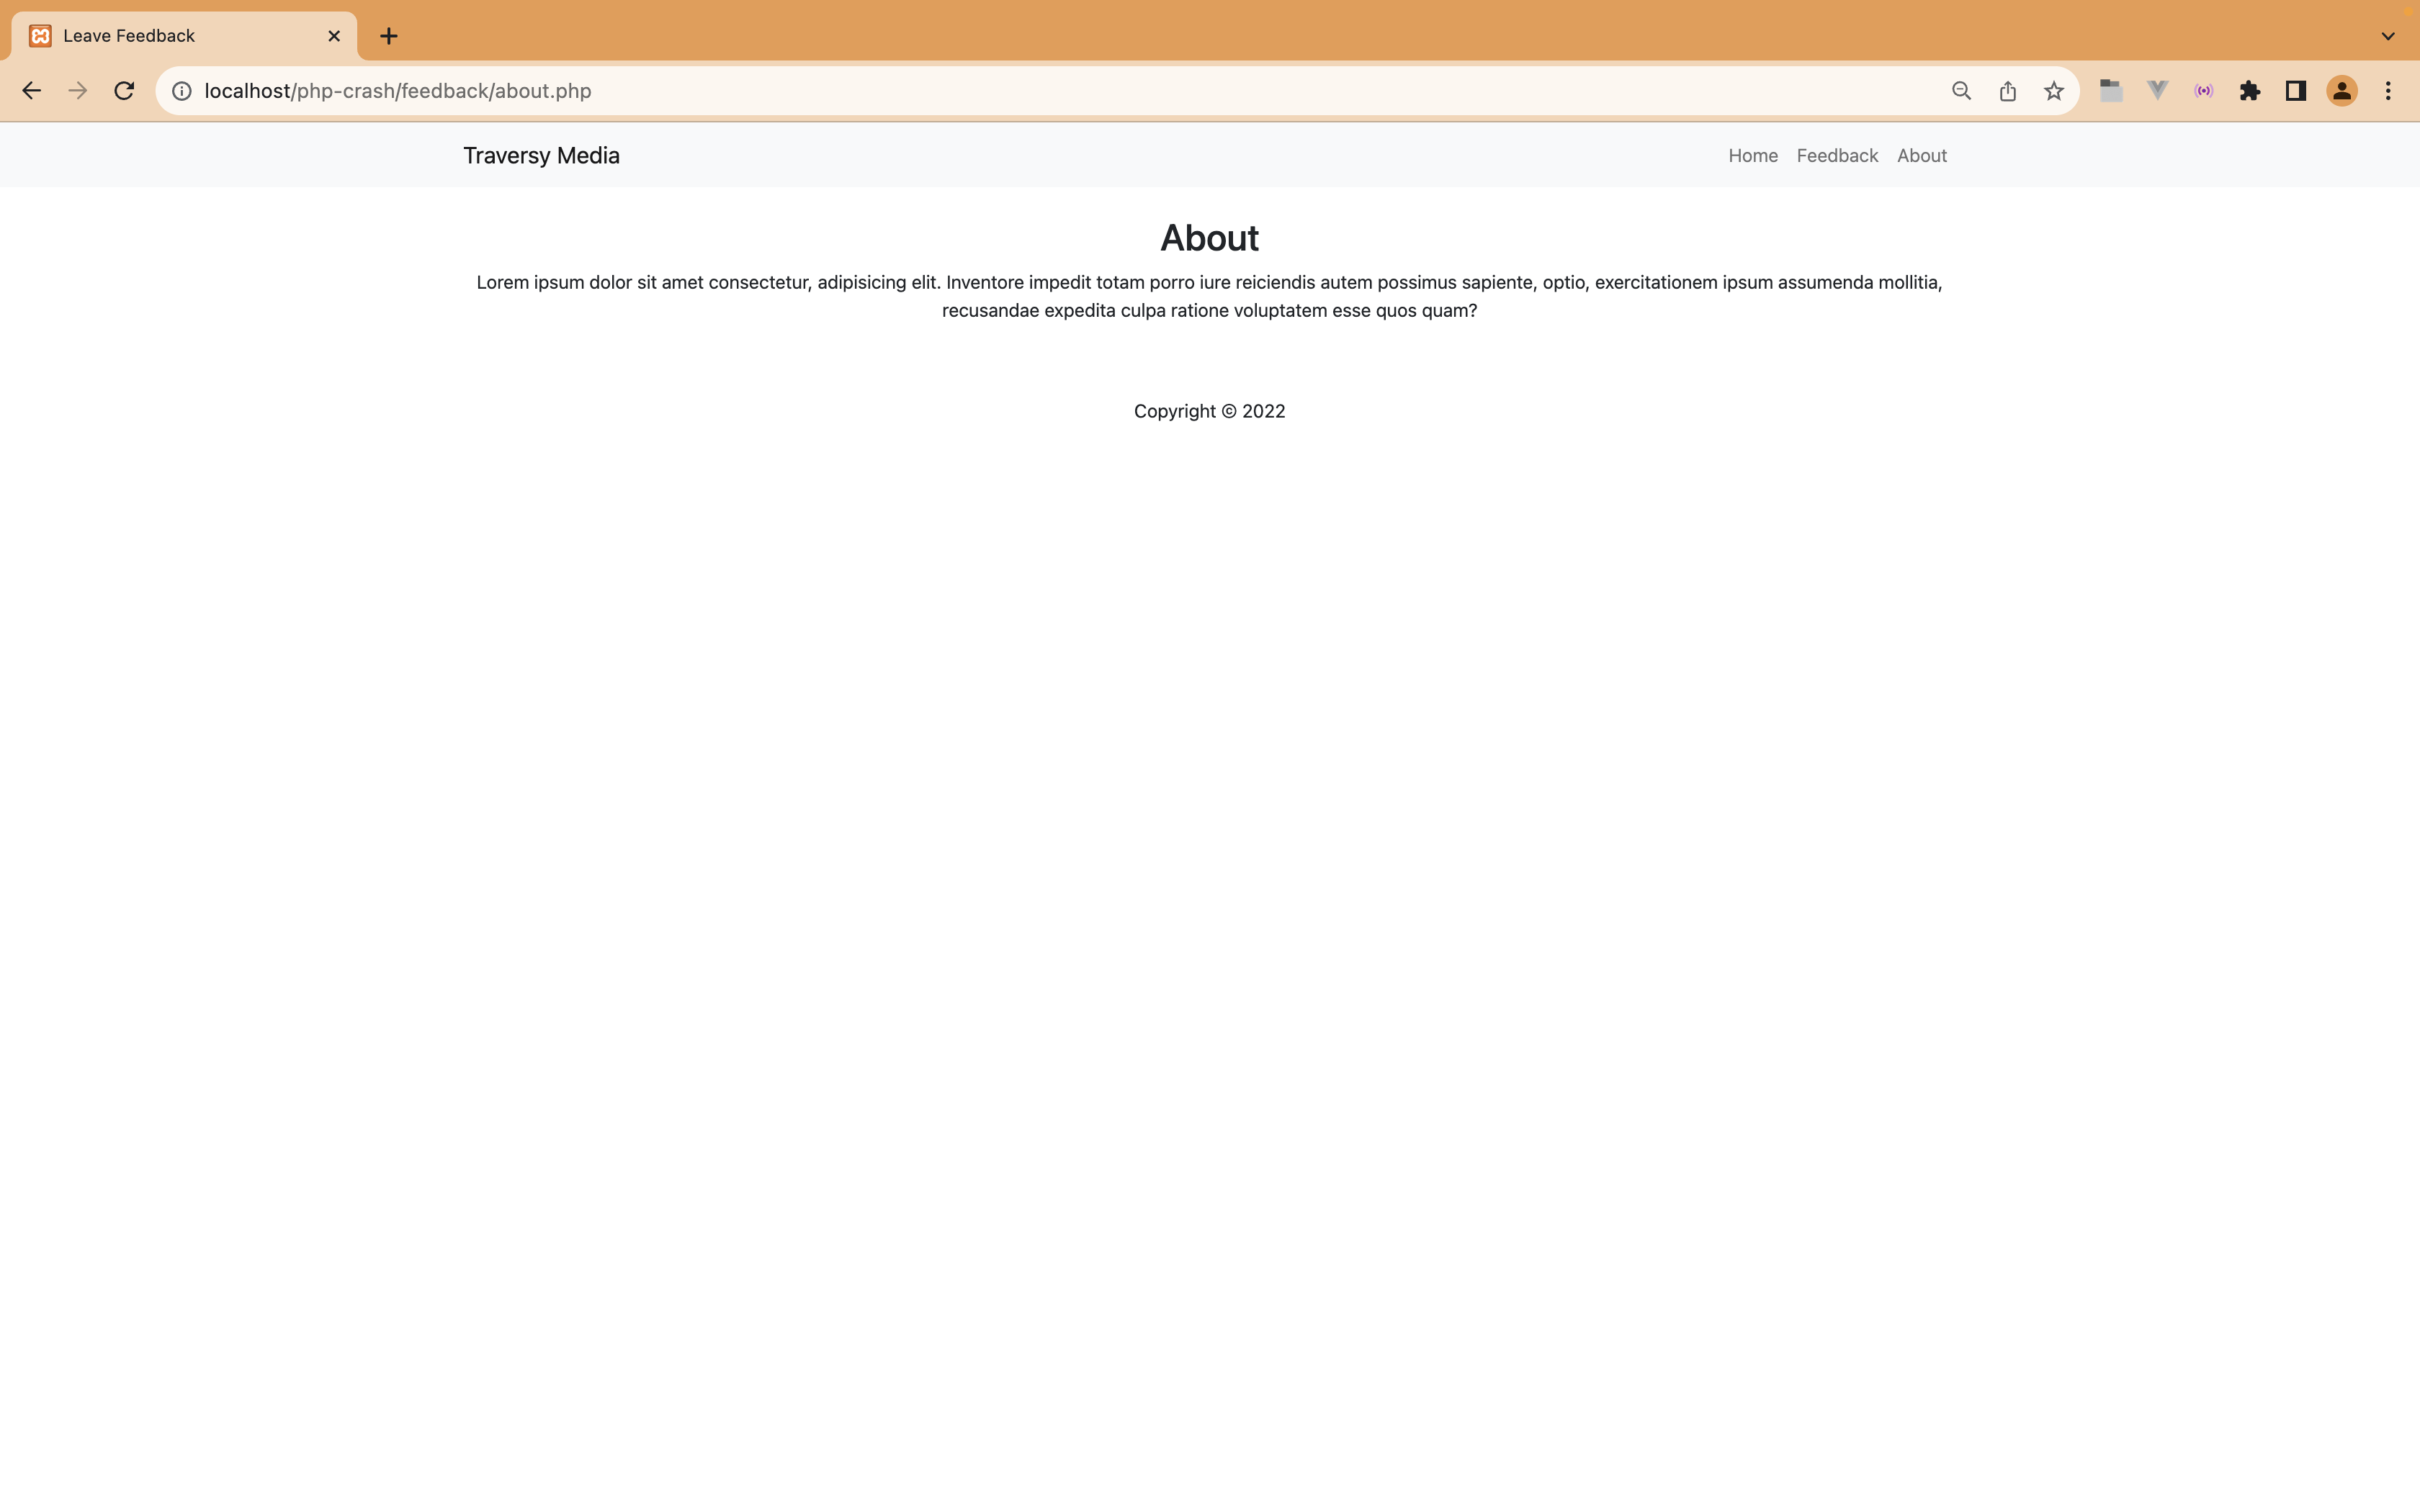 Leave Feedback
localhost/php-crash/feedback/about.php
Traversy Media
Home Feedback About
About
Lorem ipsum dolor sit amet consectetur, adipisicing elit. Inventore impedit totam porro iure reiciendis autem possimus sapiente, optio, exercitationem ipsum assumenda mollitia,
recusandae expedita culpa ratione voluptatem esse quos quam?
Copyright © 2022